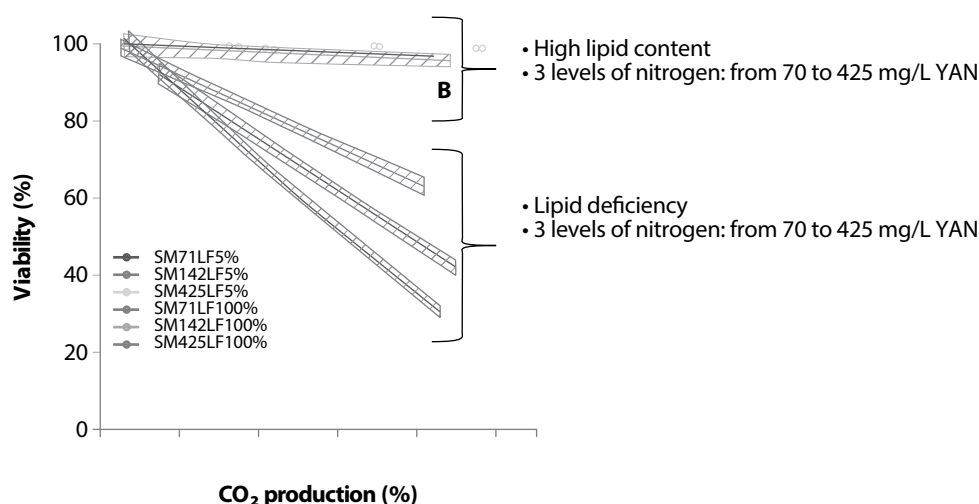 100
80
60
40
20
0
Viability (%)
B
SM71LF5%
SM142LF5%
SM425LF5%
SM71LF100%
SM142LF100%
SM425LF100%
CO₂ production (%)
• High lipid content
• 3 levels of nitrogen: from 70 to 425 mg/L YAN
• Lipid deficiency
• 3 levels of nitrogen: from 70 to 425 mg/L YAN